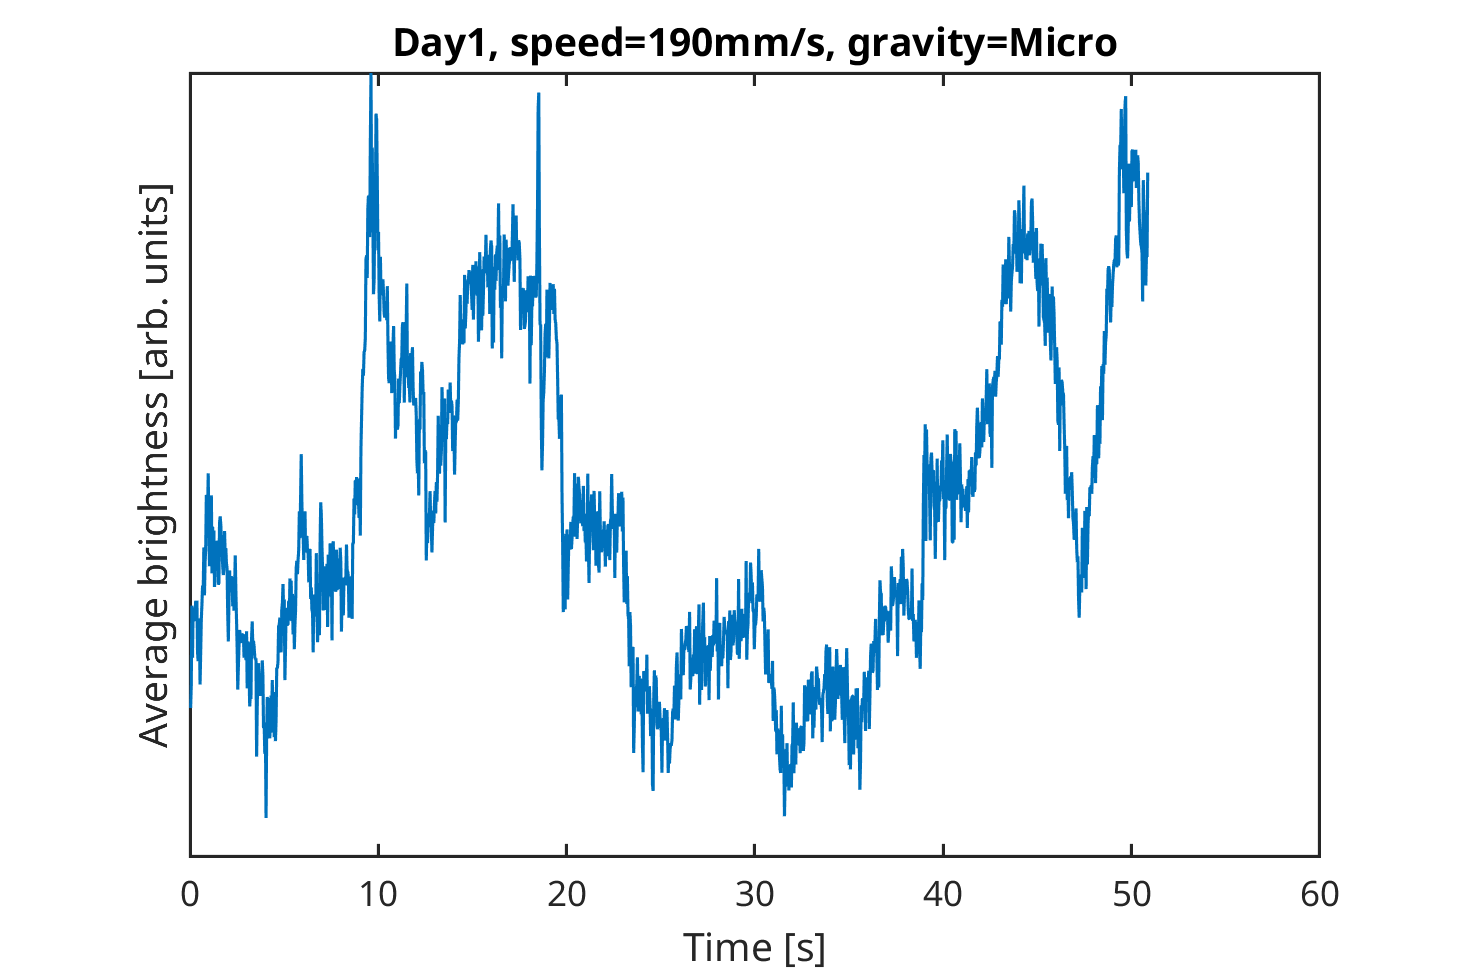 Day1, speed=190mm/s, gravity=Micro
Average brightness [arb. units]
0 10 20 30 40 50 60
Time [s]